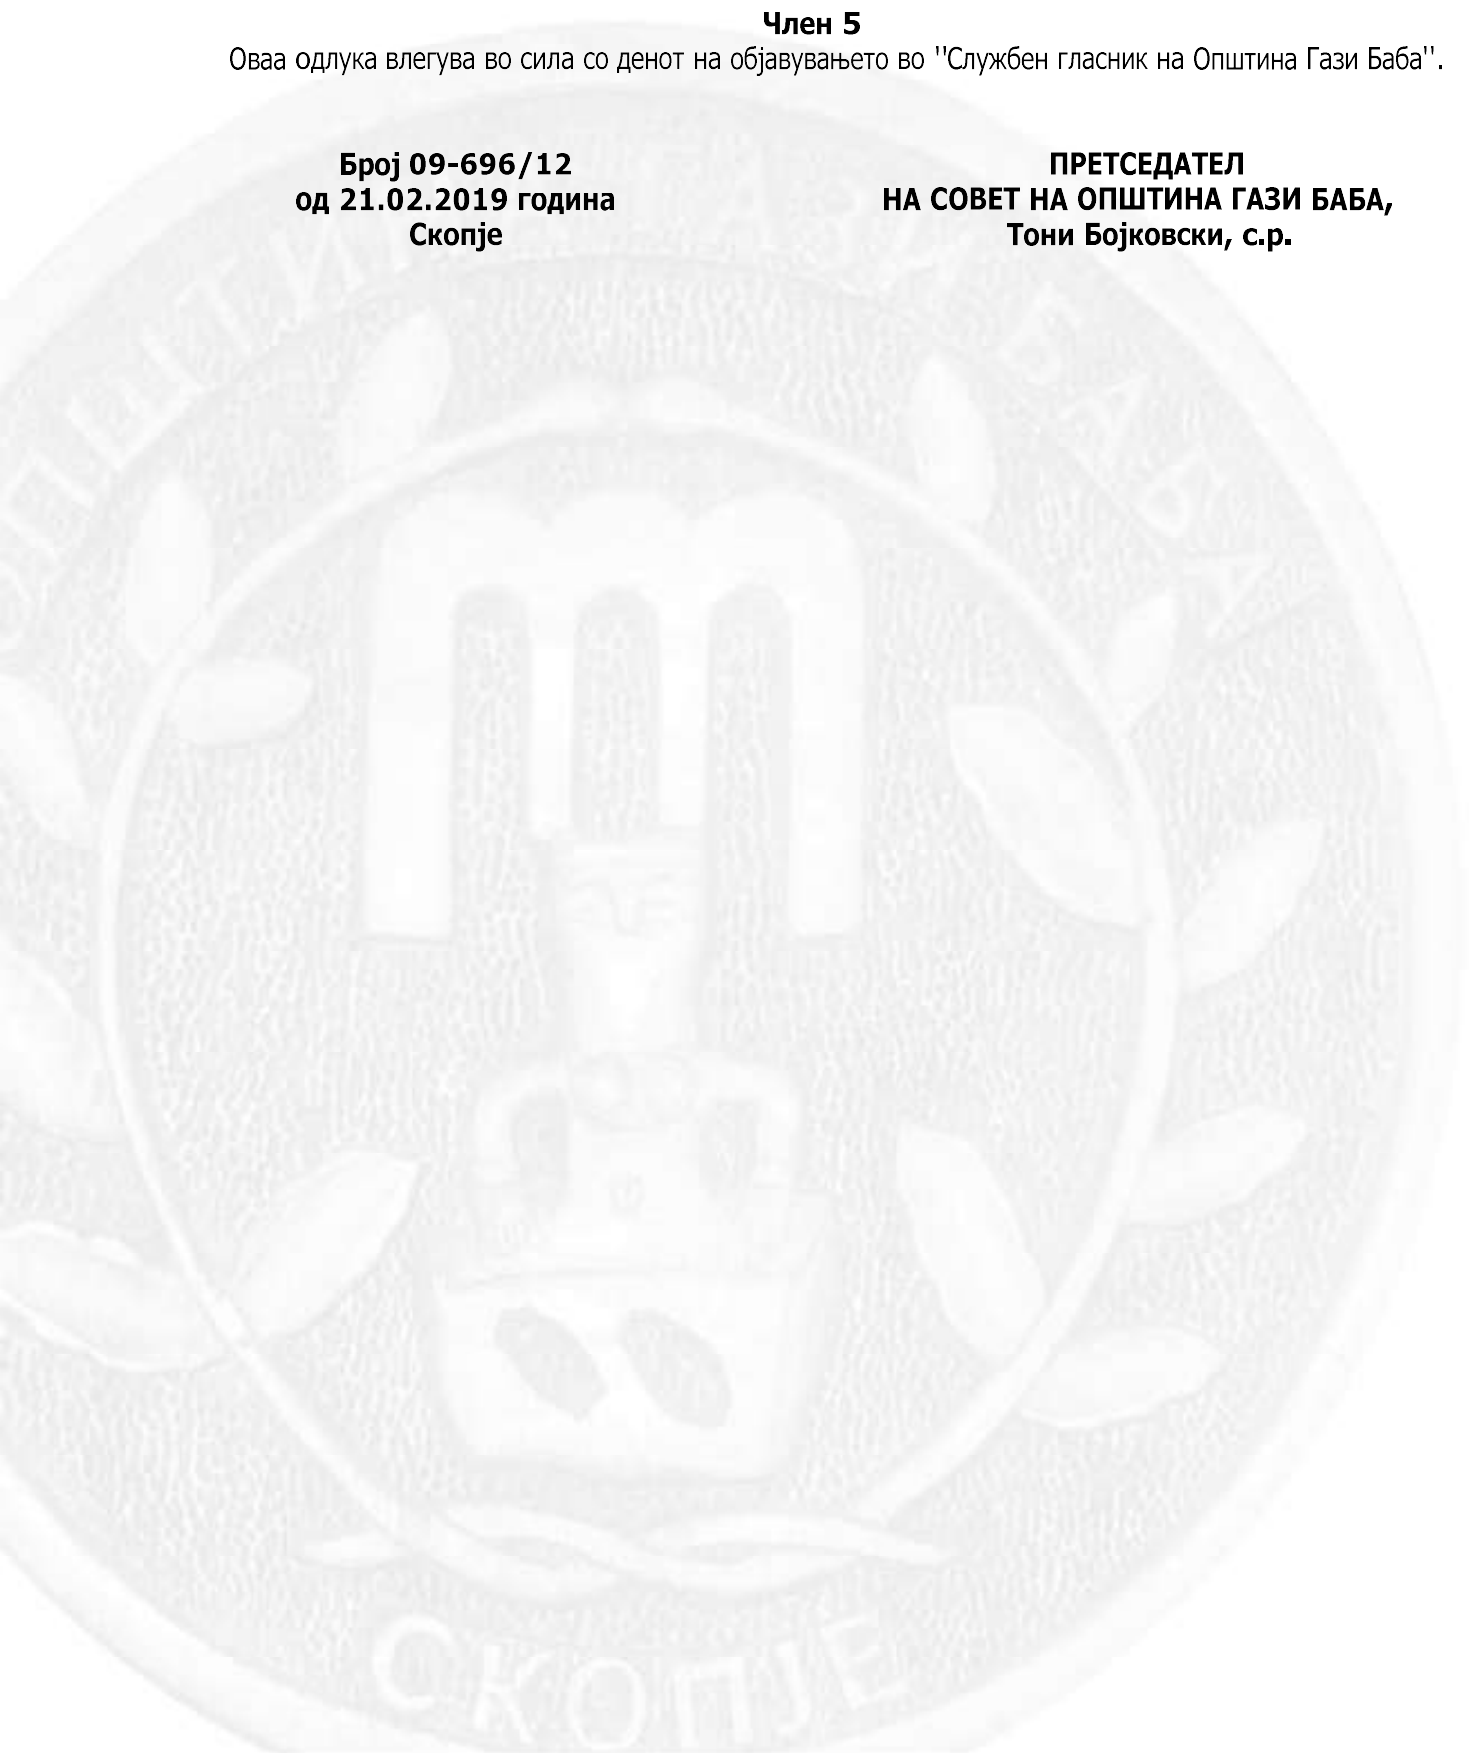 Член 5
Оваа одлука влегува во сила со денот на објавувањето во ''Службен гласник на Општина Гази Баба''.
Број 09-696/12
од 21.02.2019 година
Скопје
ПРЕТСЕДАТЕЛ
НА СОВЕТ НА ОПШТИНА ГАЗИ БАБА,
Тони Бојковски, с.р.
СКОПЈЕ